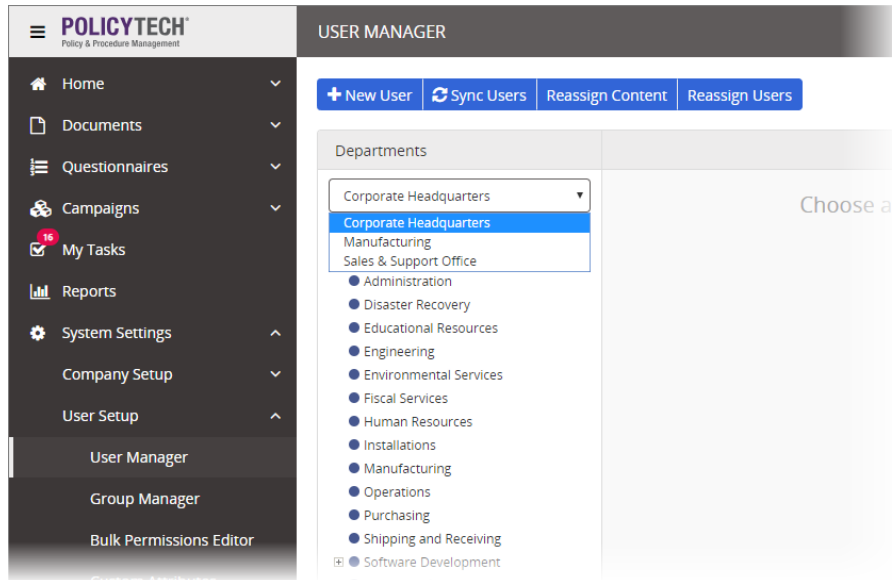 POLICYTECH
Policy & Procedure Management
USER MANAGER
Home
Documents
Questionnaires
Campaigns
16
My Tasks
Reports
System Settings
Company Setup
User Setup
User Manager
Group Manager
Bulk Permissions Editor
Custom Attributes
New User
Sync Users
Reassign Content
Reassign Users
Departments
Corporate Headquarters
Corporate Headquarters
Manufacturing
Sales & Support Office
Administration
Disaster Recovery
Educational Resources
Engineering
Environmental Services
Fiscal Services
Human Resources
Installations
Manufacturing
Operations
Purchasing
Shipping and Receiving
Software Development
Choose a